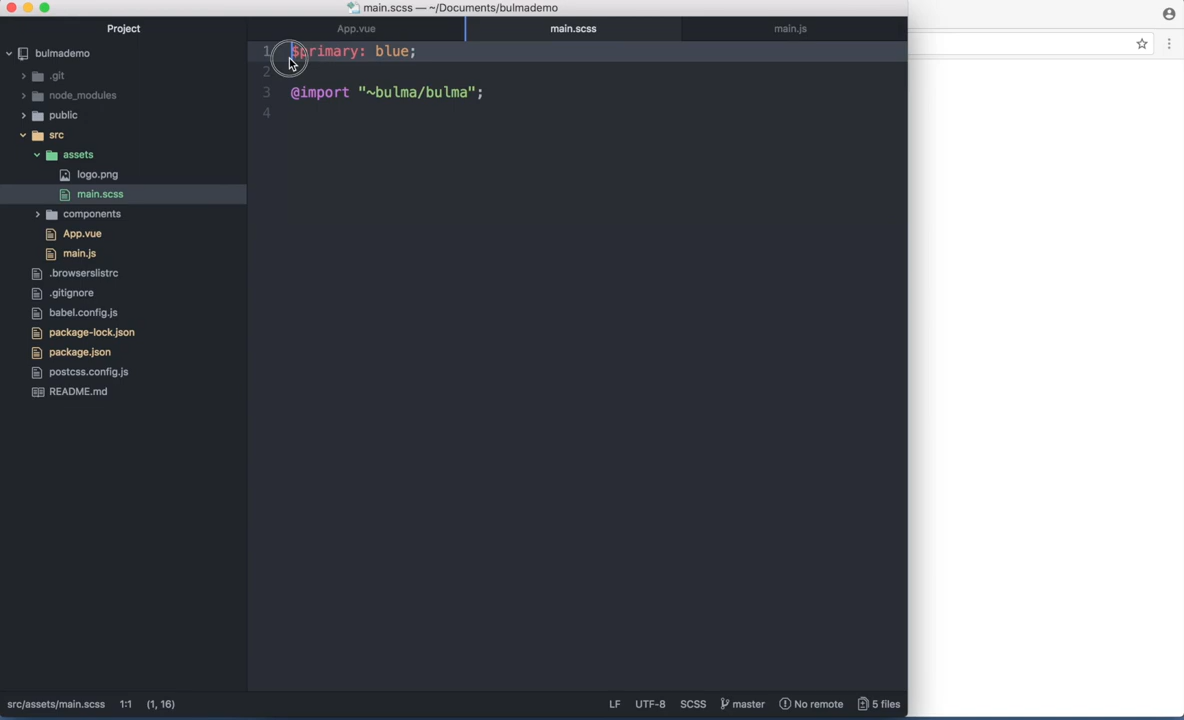 main.scss — ~/Documents/bulmademo
Project
App.vue
main.scss
main.js
bulmademo
.git
node_modules
public
src
assets
logo.png
main.scss
components
App.vue
main.js
.browserslistrc
.gitignore
babel.config.js
package-lock.json
package.json
postcss.config.js
README.md
1 $primary: blue;
2
3 @import "~bulma/bulma";
4
src/assets/main.scss 1:1 (1, 16) LF UTF-8 SCSS master No remote 5 files